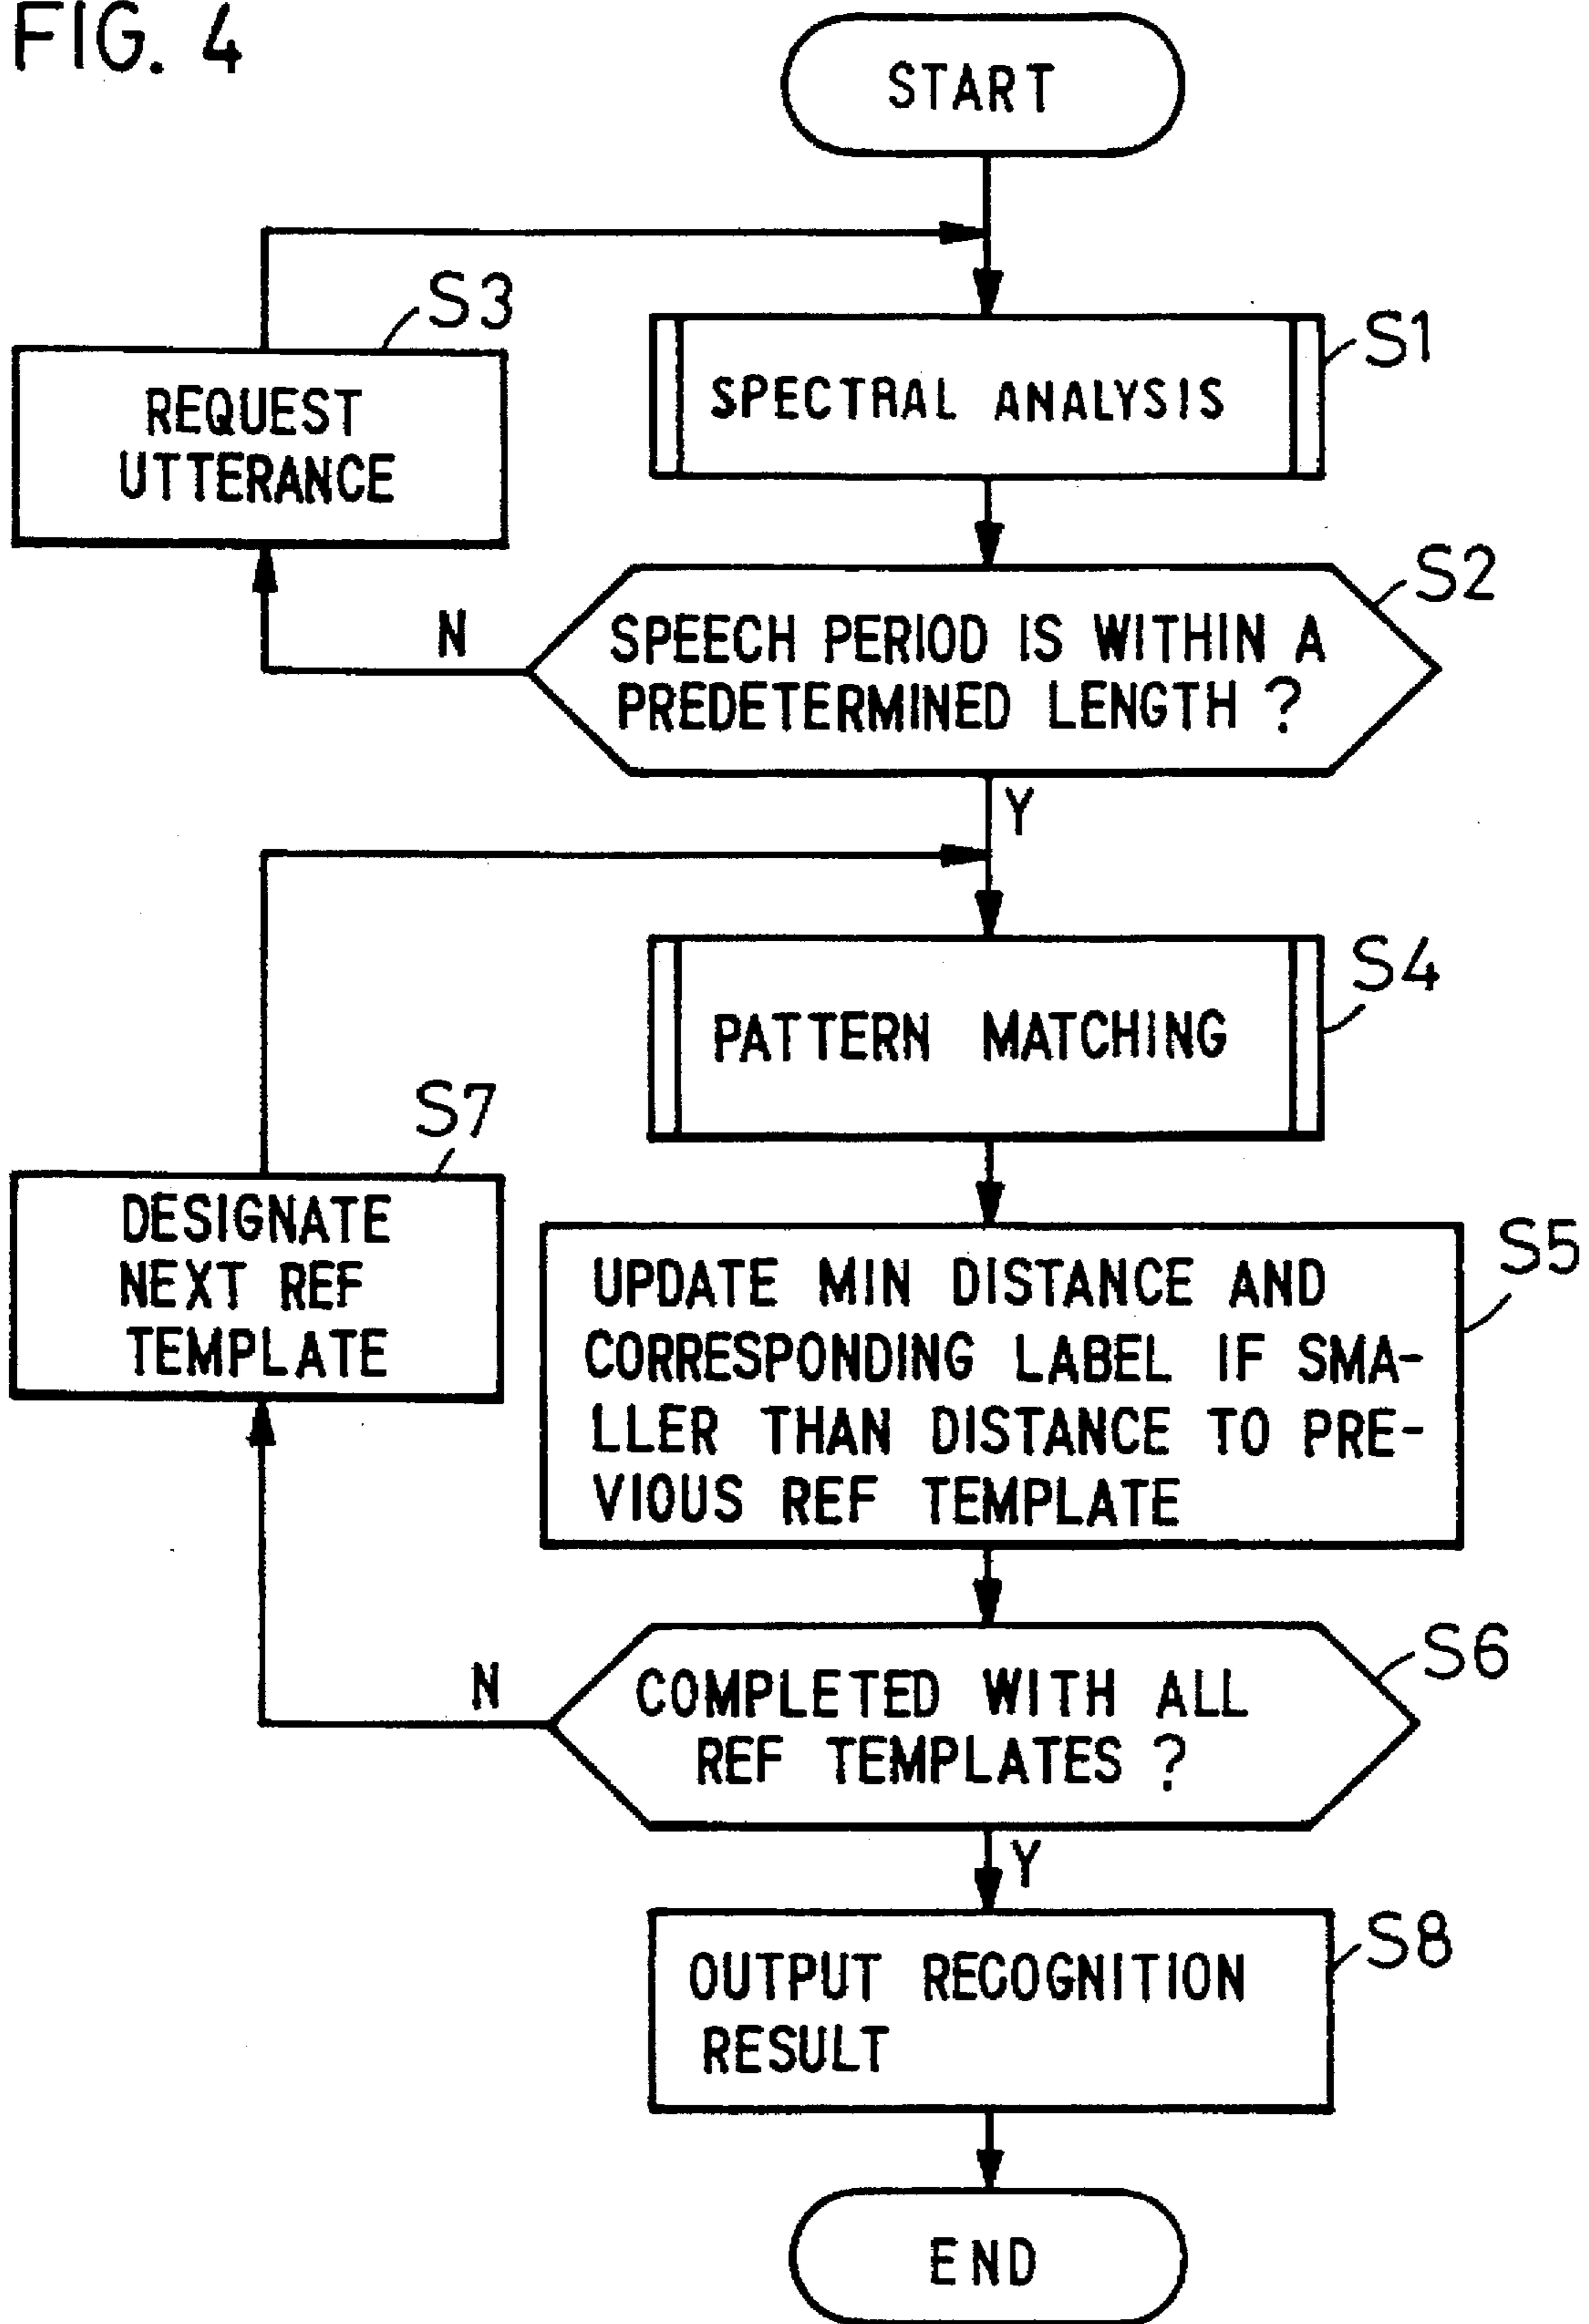 FIG. 4
START
S3
S1
REQUEST
UTTERANCE
SPECTRAL ANALYSIS
S2
N
SPEECH PERIOD IS WITHIN A
PREDETERMINED LENGTH ?
Y
S4
PATTERN MATCHING
S7
DESIGNATE
NEXT REF
TEMPLATE
S5
UPDATE MIN DISTANCE AND
CORRESPONDING LABEL IF SMA-
LLER THAN DISTANCE TO PRE-
VIOUS REF TEMPLATE
S6
N
COMPLETED WITH ALL
REF TEMPLATES ?
Y
S8
OUTPUT RECOGNITION
RESULT
END